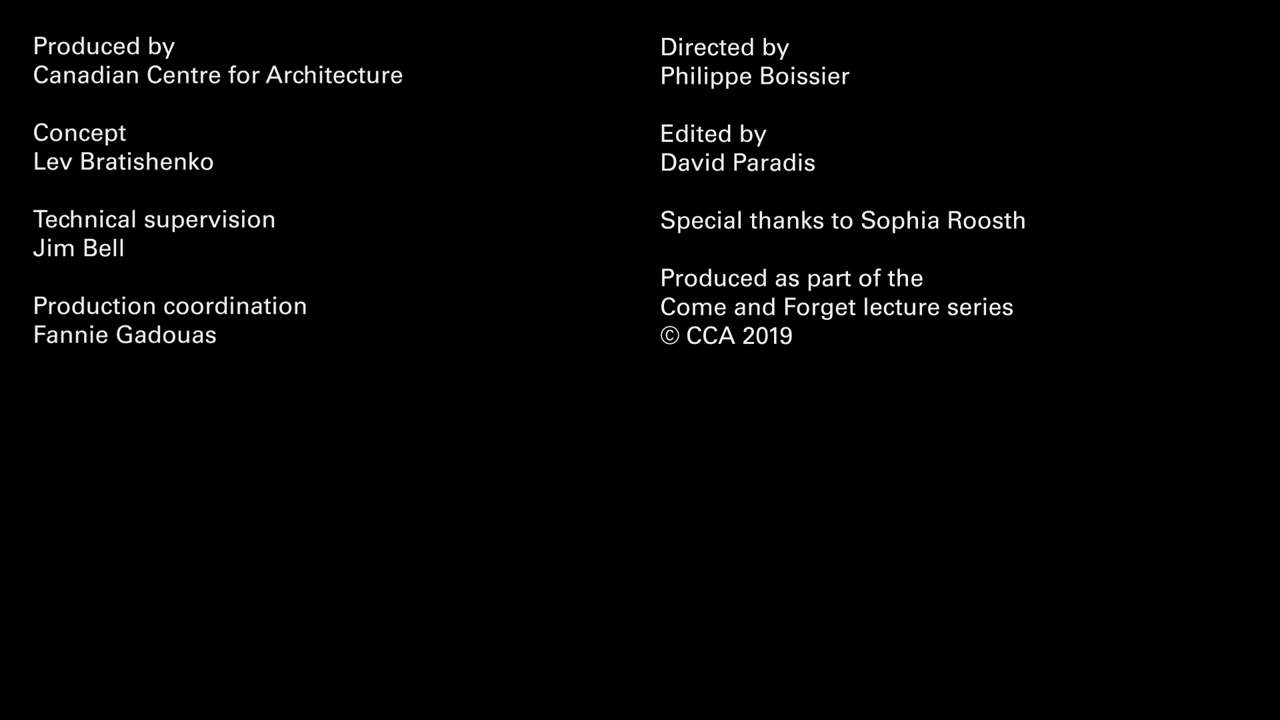 Produced by
Canadian Centre for Architecture
Concept
Lev Bratishenko
Technical supervision
Jim Bell
Production coordination
Fannie Gadouas
Directed by
Philippe Boissier
Edited by
David Paradis
Special thanks to Sophia Roosth
Produced as part of the
Come and Forget lecture series
© CCA 2019